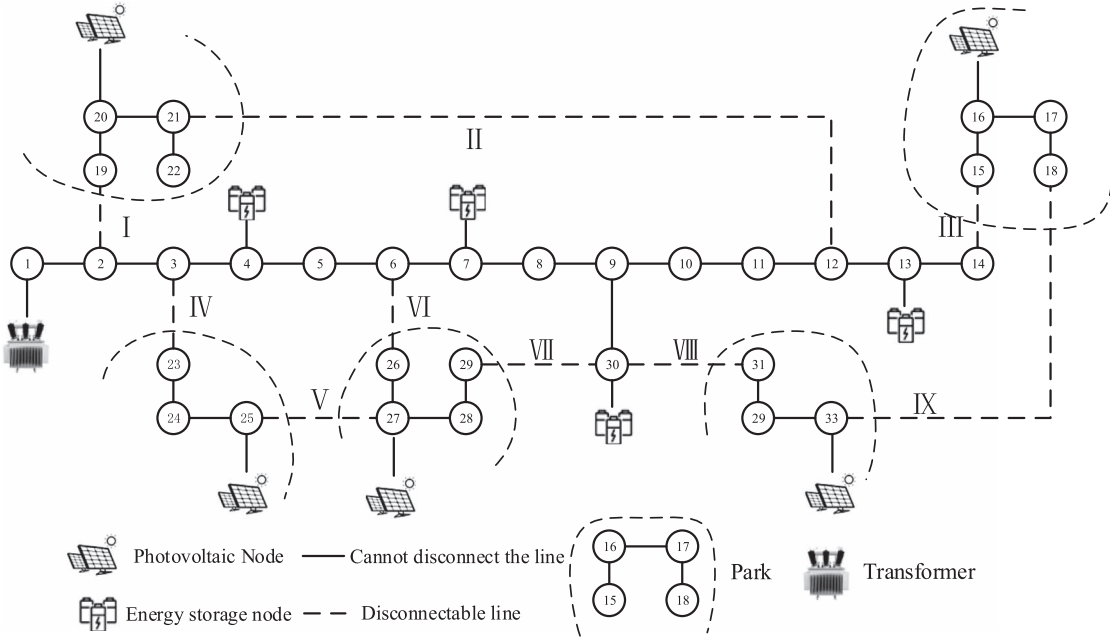 20 21 16 17
19 22 15 18
II
I III
1 2 3 4 5 6 7 8 9 10 11 12 13 14
IV VI
VII VIII
23 26 29 30 31
V IX
24 25 27 28 29 33
Photovoltaic Node Cannot disconnect the line 16 17 Park Transformer
Energy storage node Disconnectable line 15 18